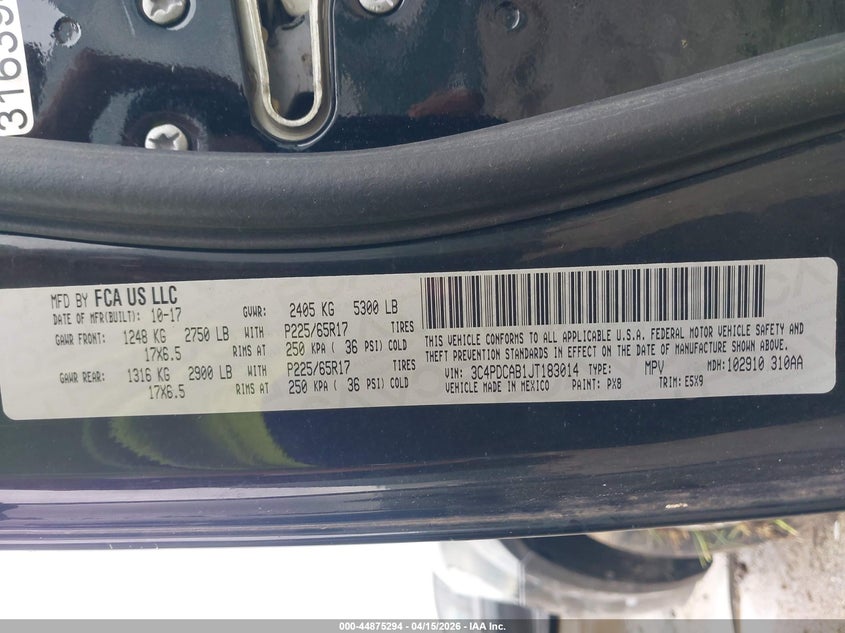 3163
MFD BY FCA US LLC
DATE OF MFR(BUILT): 10-17 GVWR: 2405 KG 5300 LB
GAWR FRONT: 1248 KG 2750 LB WITH P225/65R17 TIRES
17X6.5 RIMS AT 250 KPA ( 36 PSI) COLD
GAWR REAR: 1316 KG 2900 LB WITH P225/65R17 TIRES
17X6.5 RIMS AT 250 KPA ( 36 PSI) COLD
THIS VEHICLE CONFORMS TO ALL APPLICABLE U.S.A. FEDERAL MOTOR VEHICLE SAFETY AND
THEFT PREVENTION STANDARDS IN EFFECT ON THE DATE OF MANUFACTURE SHOWN ABOVE.
VIN: 3C4PDCAB1JT183014 TYPE: MPV MDH: 102910 310AA
VEHICLE MADE IN MEXICO PAINT: PX8 TRIM: E5X9
000-44875294 - 04/15/2026 - IAA Inc.